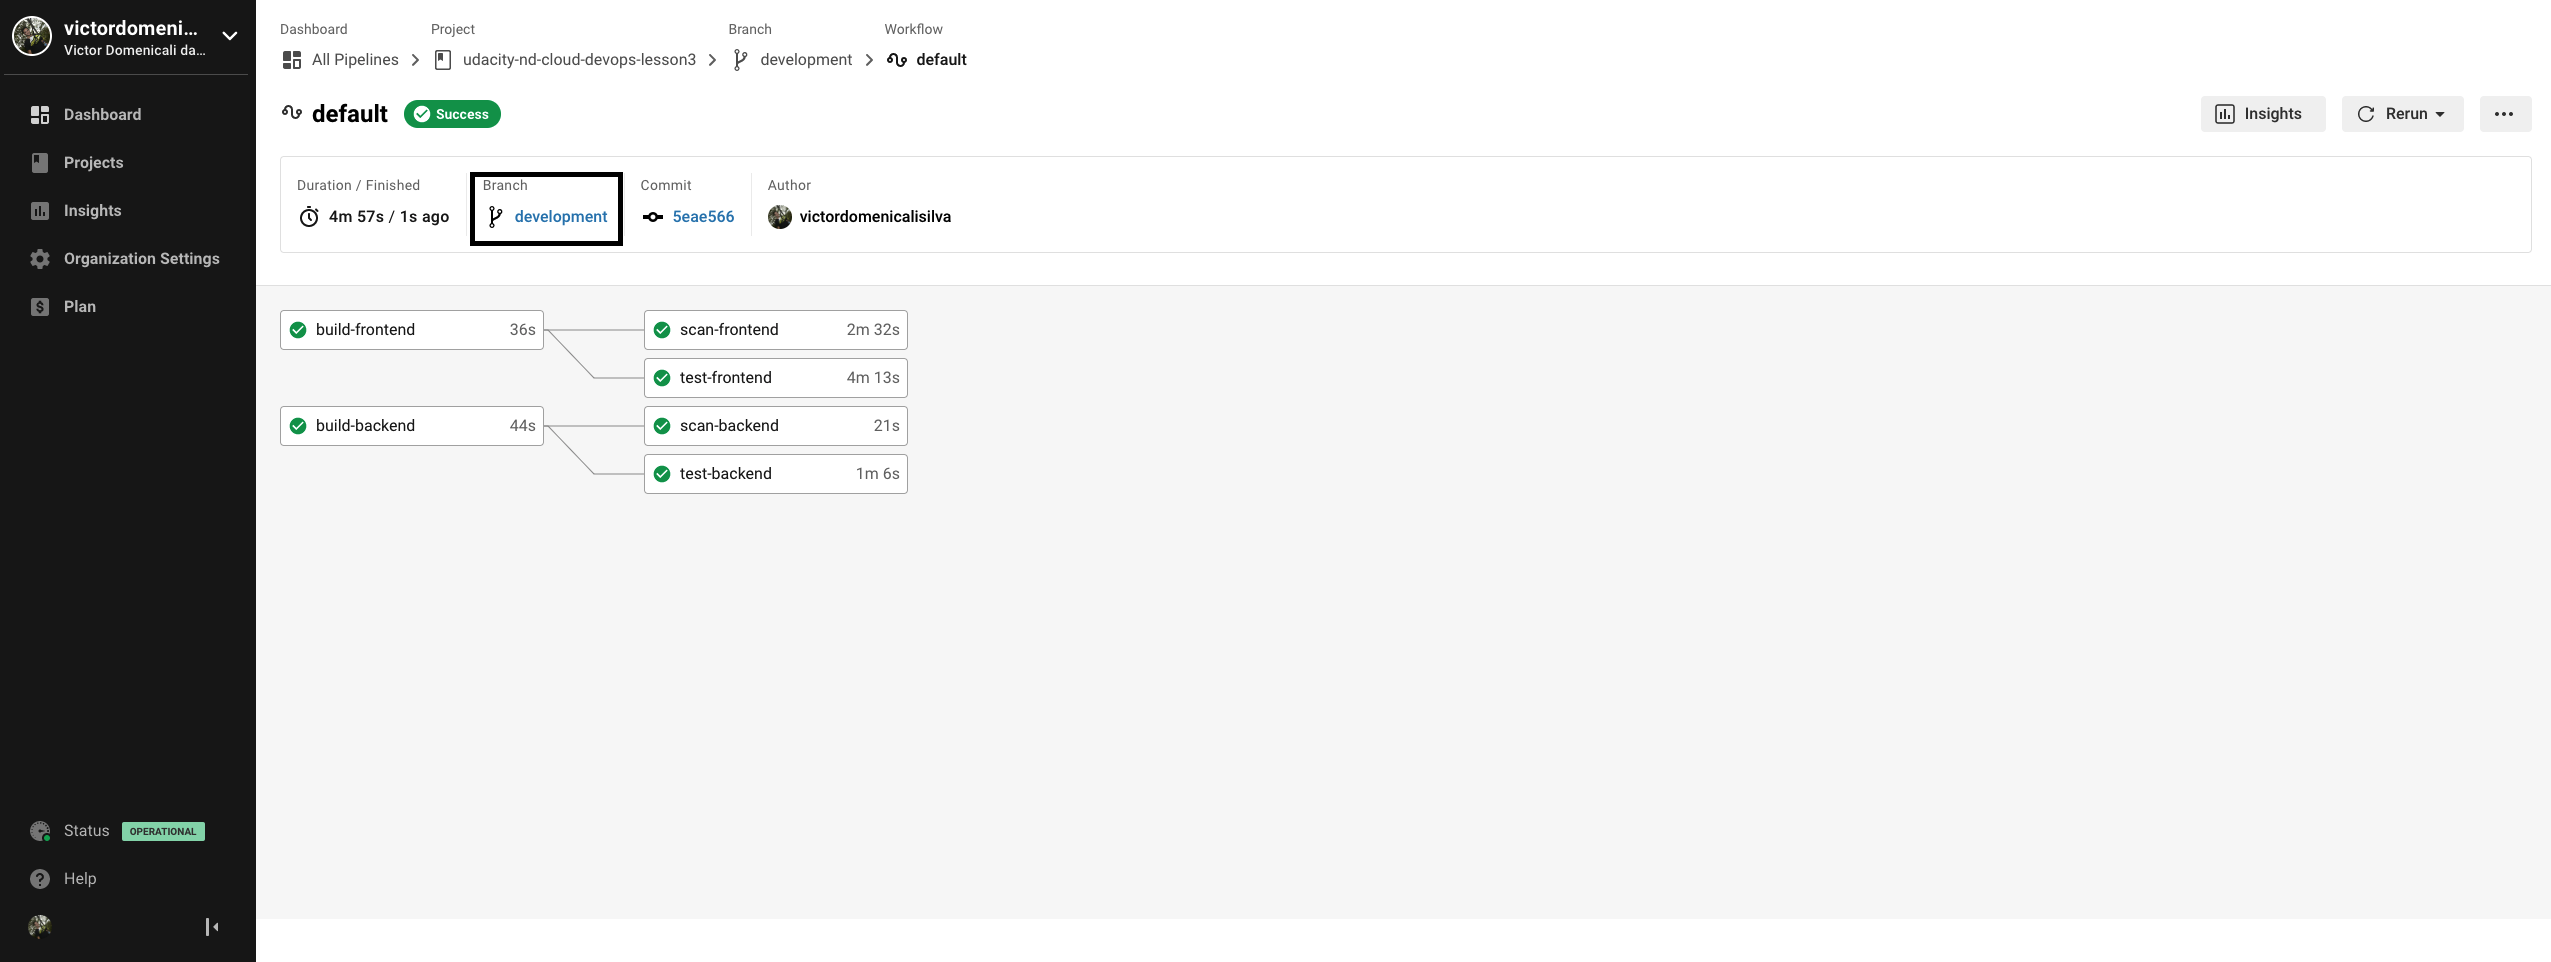 victordomeni...
Victor Domenicali da...
Dashboard
Projects
Insights
Organization Settings
Plan
Status OPERATIONAL
Help
Dashboard Project Branch Workflow
All Pipelines udacity-nd-cloud-devops-lesson3 development default
default Success Insights Rerun
Duration / Finished Branch Commit Author
4m 57s / 1s ago development 5eae566 victordomenicalisilva
build-frontend 36s scan-frontend 2m 32s
test-frontend 4m 13s
build-backend 44s scan-backend 21s
test-backend 1m 6s